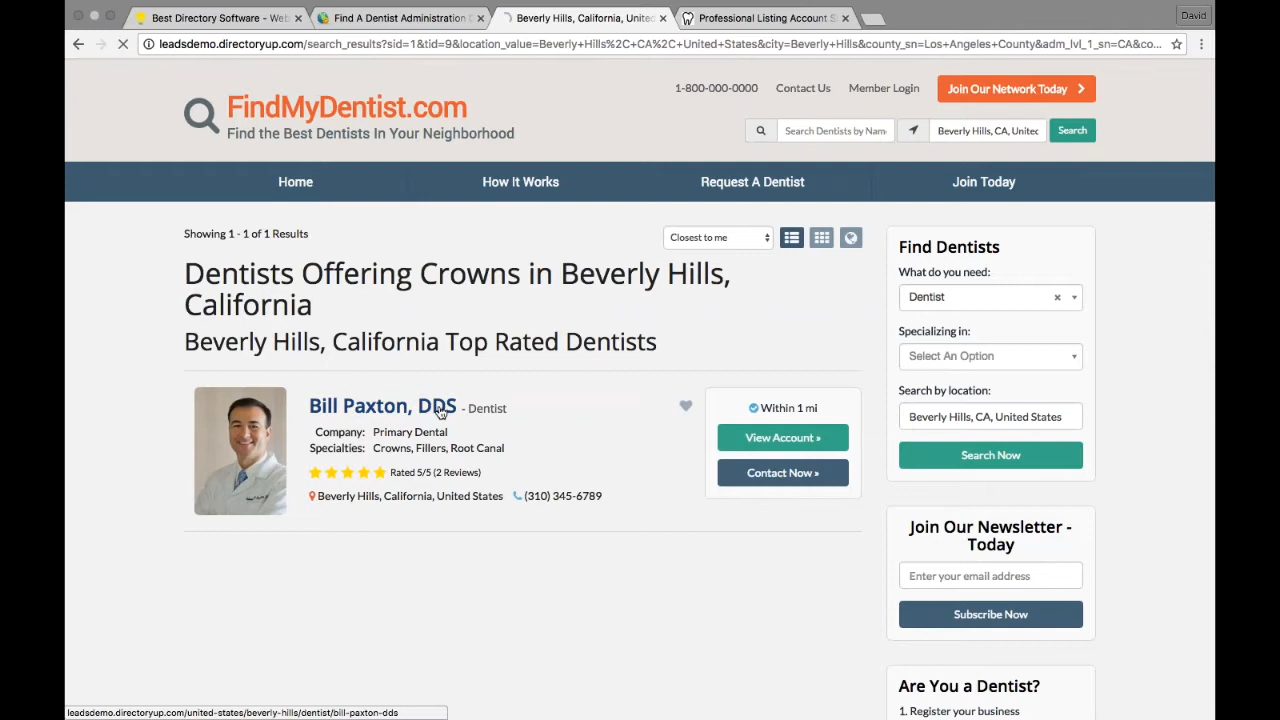 Best Directory Software - Web
Find A Dentist Administration
Beverly Hills, California, Unite
Professional Listing Account S
David
leadsdemo.directoryup.com/search_results?sid=1&tid=9&location_value=Beverly+Hills%2C+CA%2C+United+States&city=Beverly+Hills&county_sn=Los+Angeles+County&adm_lvl_1_sn=CA&co...
1-800-000-0000
Contact Us
Member Login
Join Our Network Today
FindMyDentist.com
Find the Best Dentists In Your Neighborhood
Search Dentists by Name
Beverly Hills, CA, United
Search
Home
How It Works
Request A Dentist
Join Today
Showing 1 - 1 of 1 Results
Closest to me
Dentists Offering Crowns in Beverly Hills,
California
Beverly Hills, California Top Rated Dentists
Bill Paxton, DDS - Dentist
Company: Primary Dental
Specialties: Crowns, Fillers, Root Canal
Rated 5/5 (2 Reviews)
Beverly Hills, California, United States (310) 345-6789
Within 1 mi
View Account »
Contact Now »
Find Dentists
What do you need:
Dentist
Specializing in:
Select An Option
Search by location:
Beverly Hills, CA, United States
Search Now
Join Our Newsletter -
Today
Enter your email address
Subscribe Now
Are You a Dentist?
1. Register your business
leadsdemo.directoryup.com/united-states/beverly-hills/dentist/bill-paxton-dds